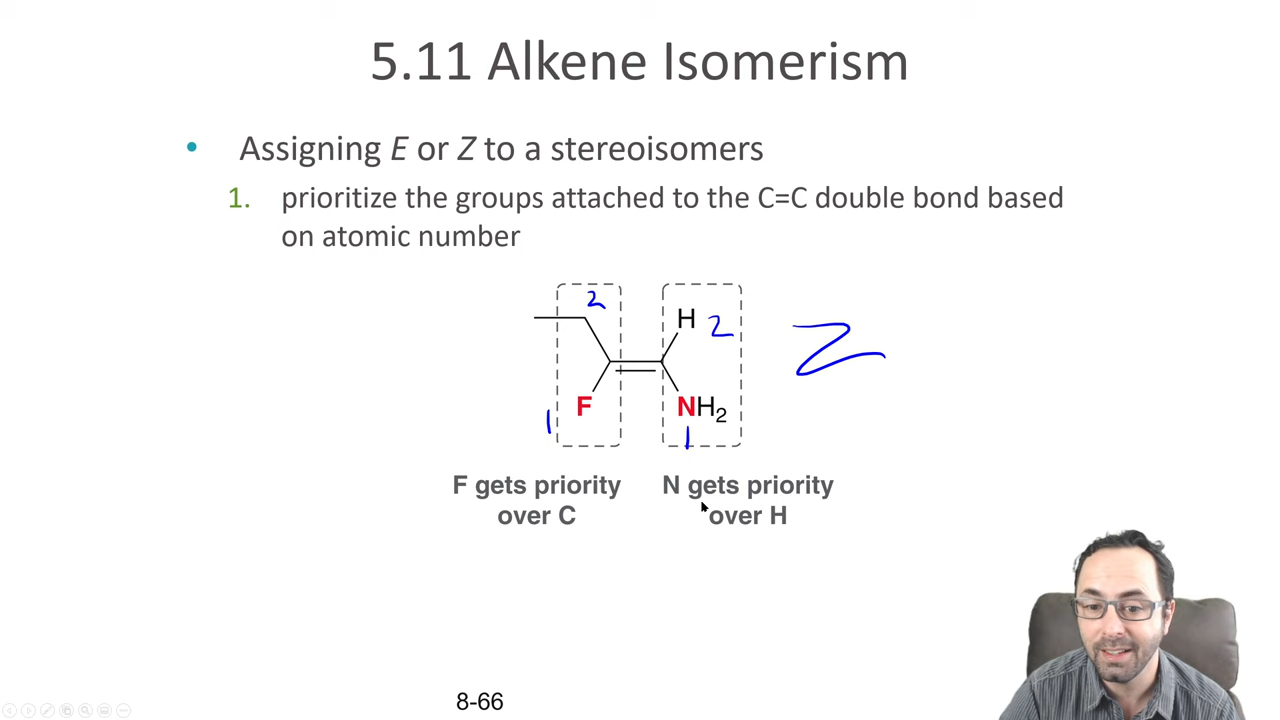 5.11 Alkene Isomerism
• Assigning E or Z to a stereoisomers
1. prioritize the groups attached to the C=C double bond based
on atomic number
2
H 2
Z
F
NH2
1
1
F gets priority
over C
N gets priority
over H
8-66